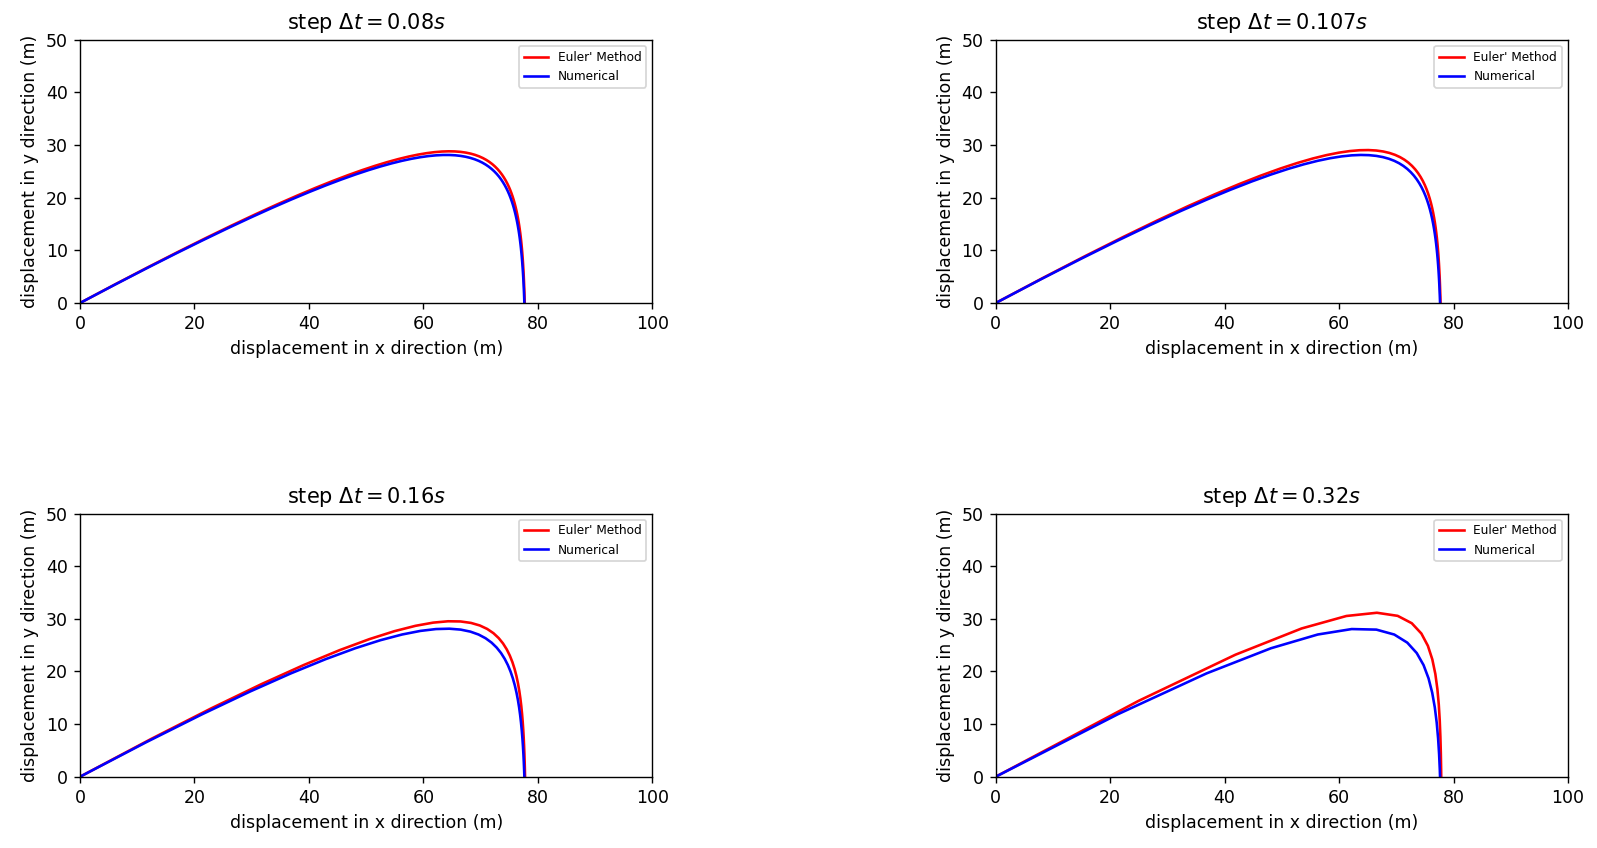 step Δt = 0.08s
50
40
30
20
10
0
displacement in y direction (m)
Euler' Method
Numerical
0 20 40 60 80 100
displacement in x direction (m)
step Δt = 0.107s
50
40
30
20
10
0
displacement in y direction (m)
Euler' Method
Numerical
0 20 40 60 80 100
displacement in x direction (m)
step Δt = 0.16s
50
40
30
20
10
0
displacement in y direction (m)
Euler' Method
Numerical
0 20 40 60 80 100
displacement in x direction (m)
step Δt = 0.32s
50
40
30
20
10
0
displacement in y direction (m)
Euler' Method
Numerical
0 20 40 60 80 100
displacement in x direction (m)